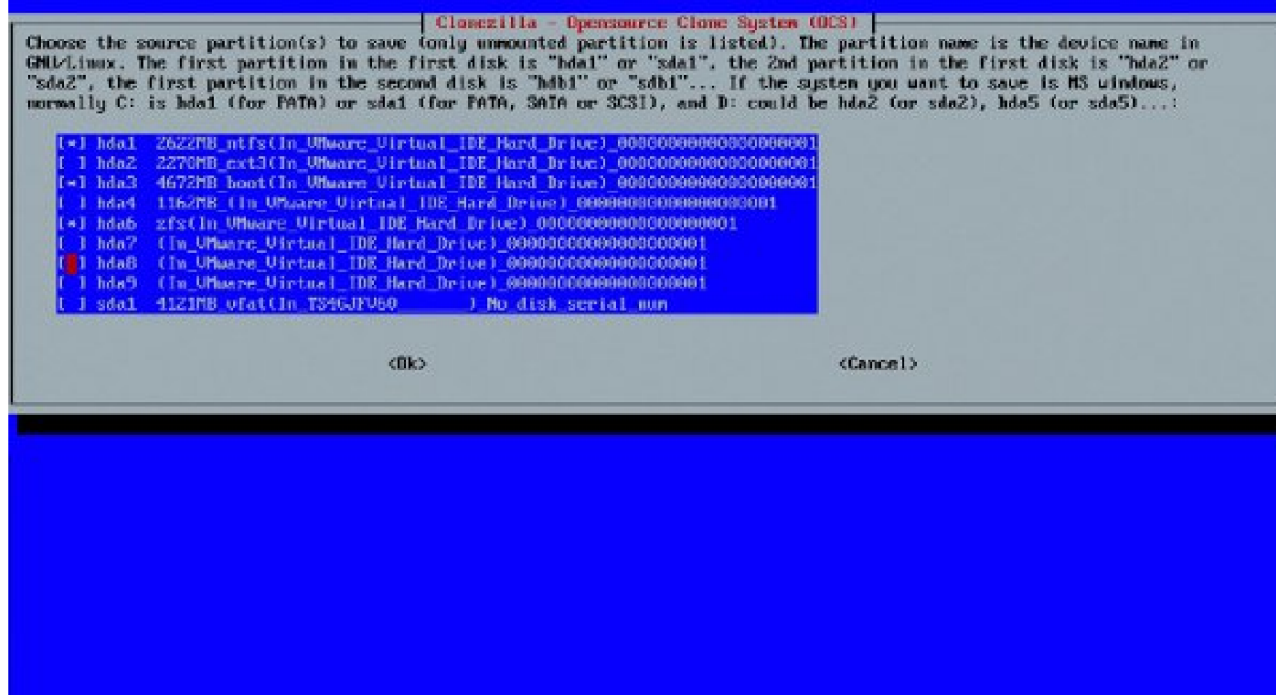 Clonezilla - Opensource Clone System (OCS)
Choose the source partition(s) to save (only unmounted partition is listed). The partition name is the device name in
GNU/Linux. The first partition in the first disk is "hda1" or "sda1", the 2nd partition in the first disk is "hda2" or
"sda2", the first partition in the second disk is "hdb1" or "sdb1"... If the system you want to save is MS windows,
normally C: is hda1 (for PATA) or sda1 (for PATA, SATA or SCSI), and D: could be hda2 (or sda2), hda5 (or sda5)...:
[*] hda1 2622MB_ntfs(In_VMware_Virtual_IDE_Hard_Drive)_00000000000000000001
[ ] hda2 2270MB_ext3(In_VMware_Virtual_IDE_Hard_Drive)_00000000000000000001
[*] hda3 4672MB_boot(In_VMware_Virtual_IDE_Hard_Drive)_00000000000000000001
[ ] hda4 1162MB_(In_VMware_Virtual_IDE_Hard_Drive)_00000000000000000001
[*] hda6 zfs(In_VMware_Virtual_IDE_Hard_Drive)_00000000000000000001
[ ] hda7 (In_VMware_Virtual_IDE_Hard_Drive)_00000000000000000001
[ ] hda8 (In_VMware_Virtual_IDE_Hard_Drive)_00000000000000000001
[ ] hda9 (In_VMware_Virtual_IDE_Hard_Drive)_00000000000000000001
[ ] sda1 4121MB_vfat(In_TS4GJFV60________)_No_disk_serial_num
<Ok> <Cancel>